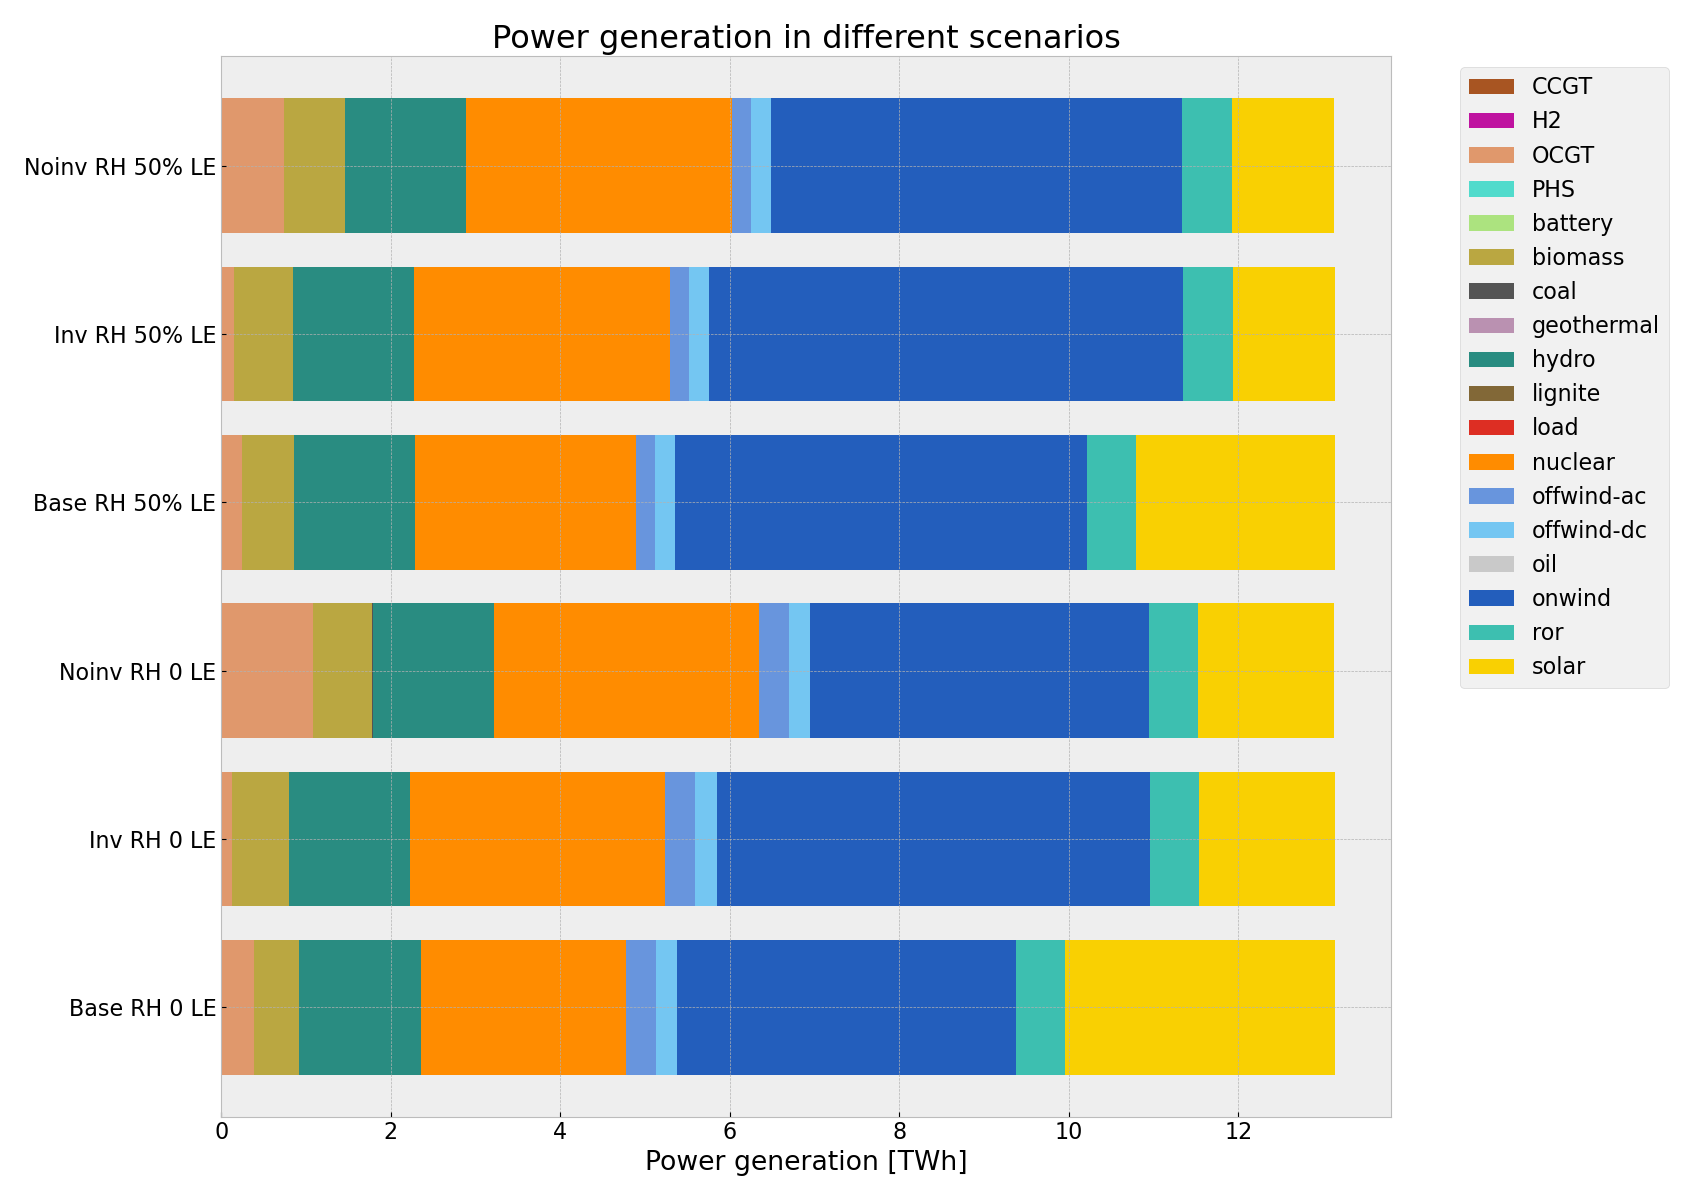 Power generation in different scenarios
Noinv RH 50% LE
Inv RH 50% LE
Base RH 50% LE
Noinv RH 0 LE
Inv RH 0 LE
Base RH 0 LE
0 2 4 6 8 10 12
Power generation [TWh]
CCGT
H2
OCGT
PHS
battery
biomass
coal
geothermal
hydro
lignite
load
nuclear
offwind-ac
offwind-dc
oil
onwind
ror
solar